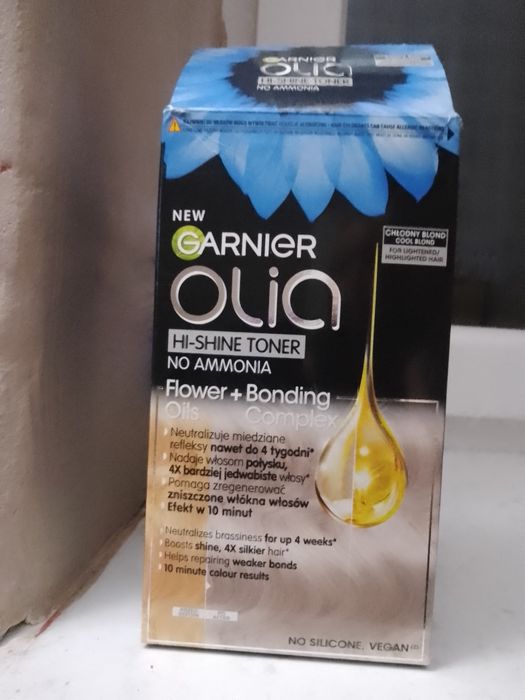 GARNIER
OLIA
HI-SHINE TONER
NO AMMONIA
CAN CAUSE ALLERGIC
NEW
GARNIER
OLIA
CHŁODNY BLOND
COOL BLOND
FOR LIGHTENED/
HIGHLIGHTED HAIR
HI-SHINE TONER
NO AMMONIA
Flower + Bonding
Oils Complex
Neutralizuje miedziane
refleksy nawet do 4 tygodni*
Nadaje włosom połysku,
4X bardziej jedwabiste włosy*
Pomaga zregenerować
zniszczone włókna włosów
Efekt w 10 minut
Neutralizes brassiness for up 4 weeks*
Boosts shine, 4X silkier hair*
Helps repairing weaker bonds
10 minute colour results
NO SILICONE, VEGAN